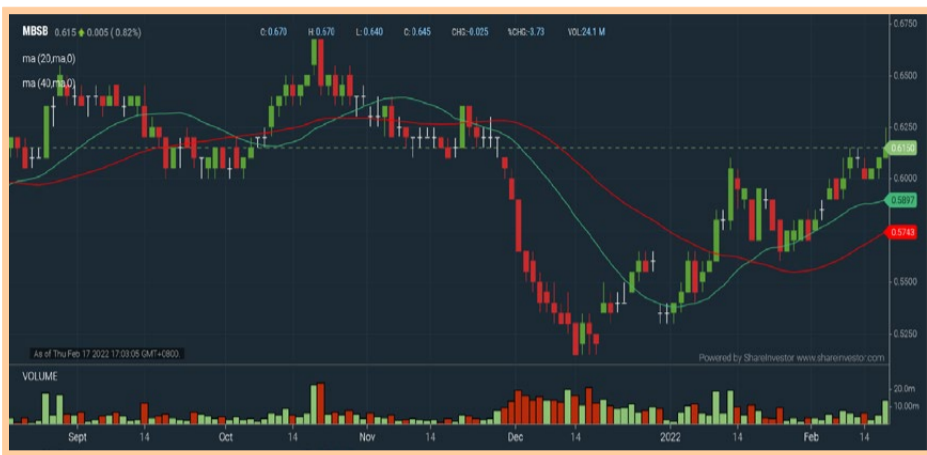 MBSB 0.615 0.005 ( 0.82%) O: 0.670 H: 0.670 L: 0.640 C: 0.645 CHG:-0.025 %CHG:-3.73 VOL:24.1 M
ma (20,ma,0)
ma (40,ma,0)
0.6750
0.6500
0.6250
0.6150
0.6000
0.5897
0.5743
0.5500
0.5250
As of Thu Feb 17 2022 17:03:05 GMT+0800.
Powered by ShareInvestor www.shareinvestor.com
VOLUME
20.0m
10.00m
Sept 14 Oct 14 Nov 14 Dec 14 2022 14 Feb 14